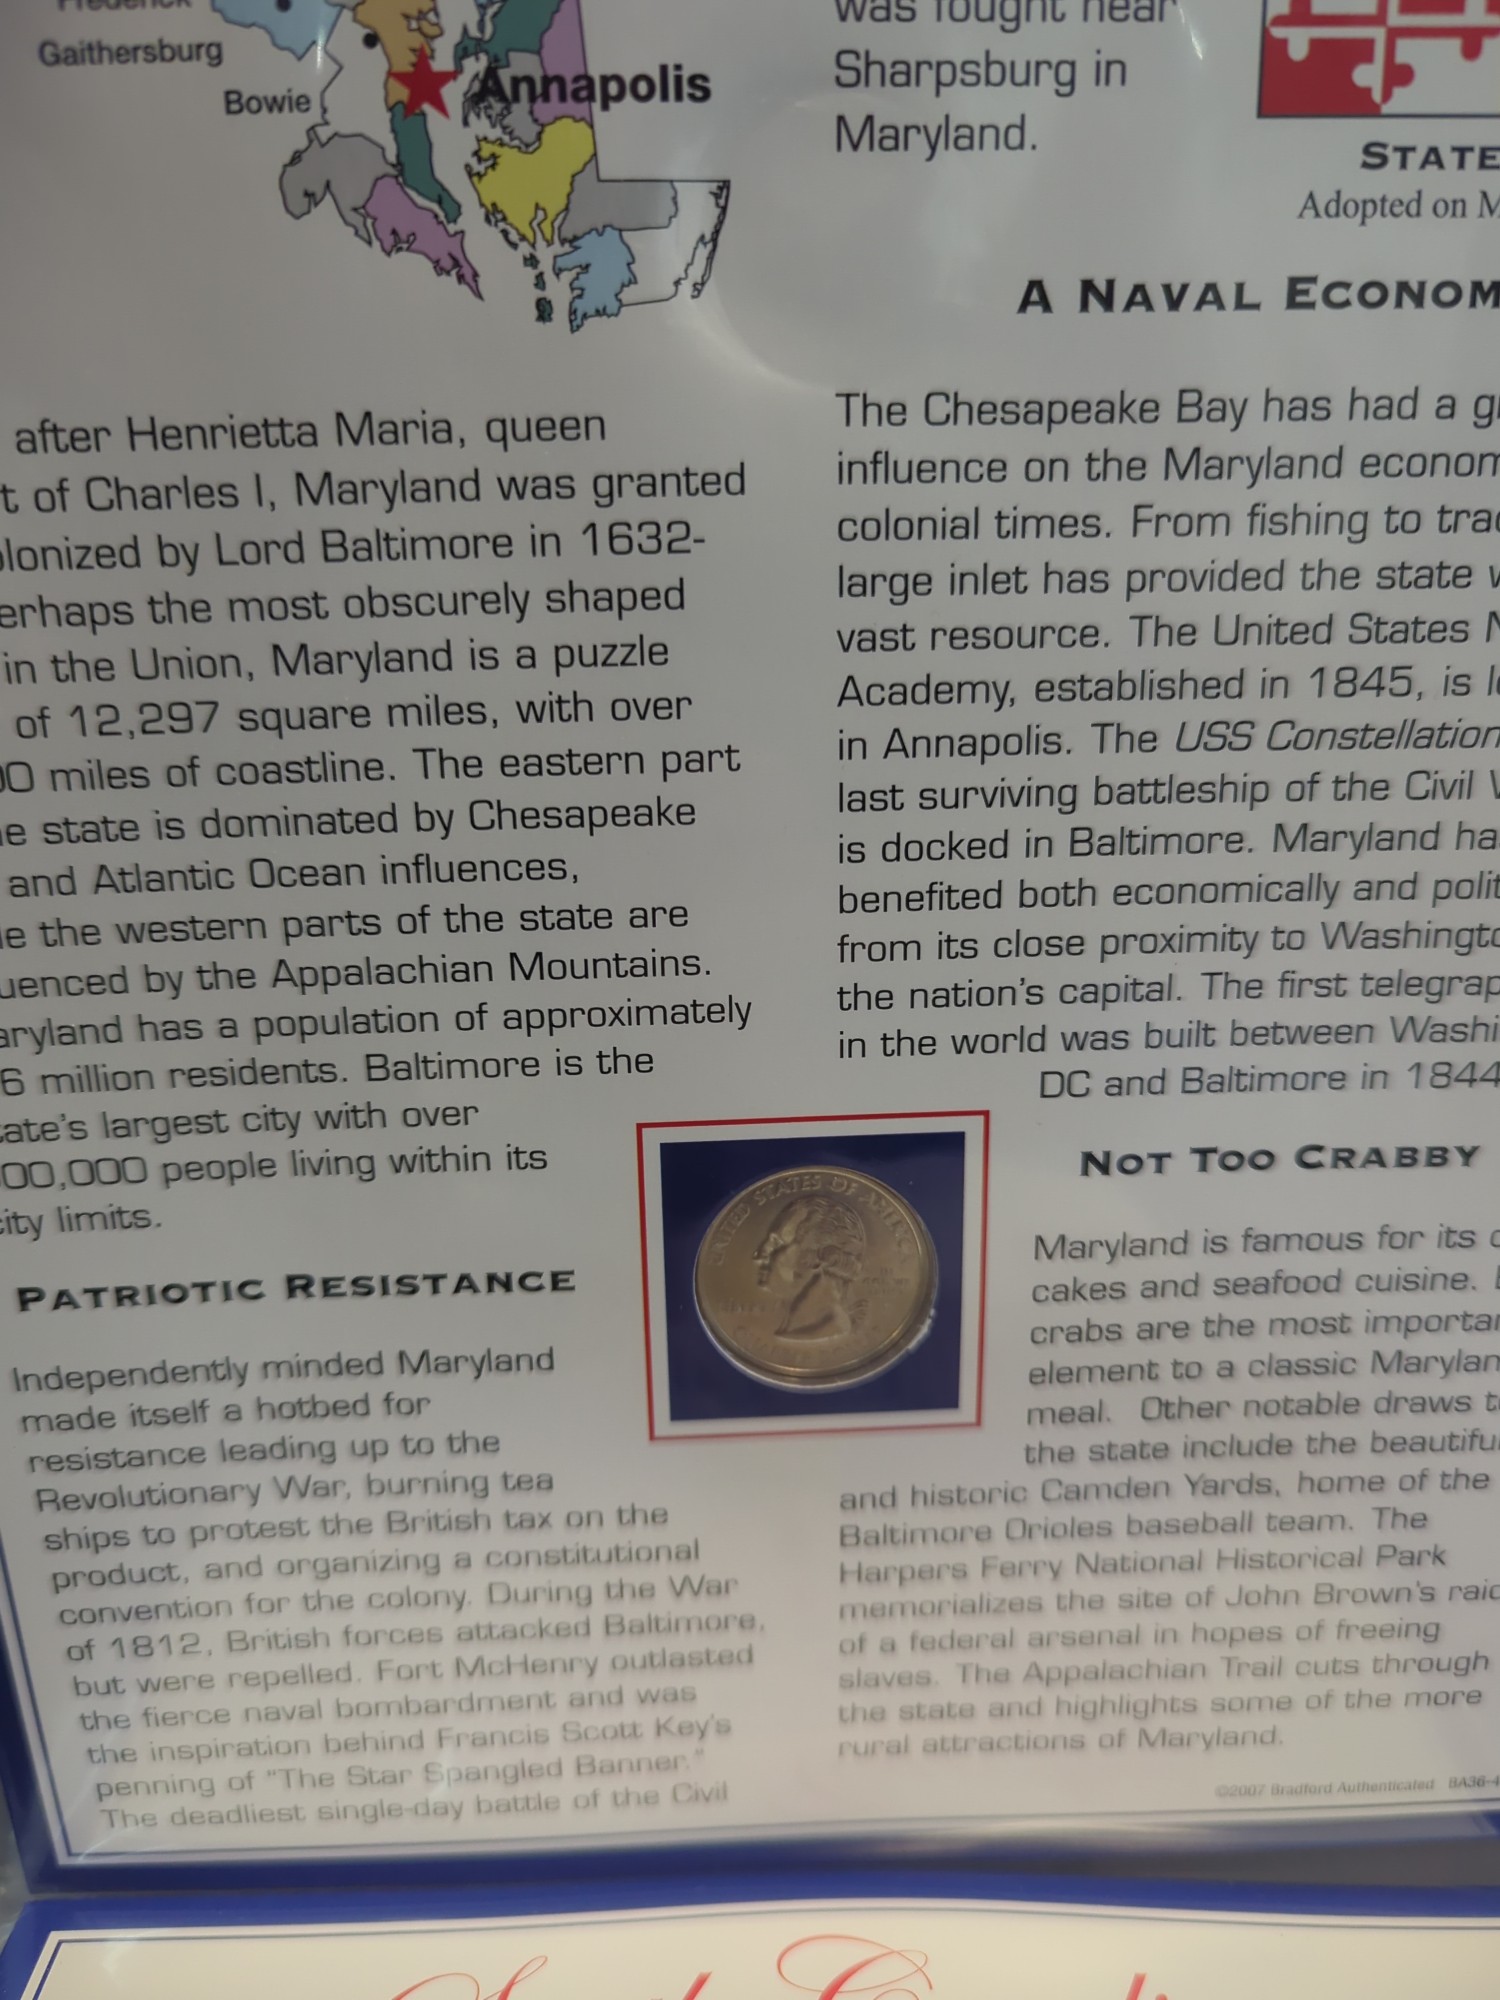 Gaithersburg
Bowie
Annapolis
after Henrietta Maria, queen
t of Charles I, Maryland was granted
olonized by Lord Baltimore in 1632-
erhaps the most obscurely shaped
in the Union, Maryland is a puzzle
of 12,297 square miles, with over
00 miles of coastline. The eastern part
e state is dominated by Chesapeake
and Atlantic Ocean influences,
le the western parts of the state are
uenced by the Appalachian Mountains.
aryland has a population of approximately
6 million residents. Baltimore is the
tate's largest city with over
00,000 people living within its
city limits.
PATRIOTIC RESISTANCE
Independently minded Maryland
made itself a hotbed for
resistance leading up to the
Revolutionary War, burning tea
ships to protest the British tax on the
product, and organizing a constitutional
convention for the colony. During the War
of 1812, British forces attacked Baltimore,
but were repelled. Fort McHenry outlasted
the fierce naval bombardment and was
the inspiration behind Francis Scott Key's
penning of "The Star Spangled Banner."
The deadliest single-day battle of the Civil
was fought near
Sharpsburg in
Maryland.
STATE
Adopted on M
A NAVAL ECONOM
The Chesapeake Bay has had a g
influence on the Maryland econom
colonial times. From fishing to trad
large inlet has provided the state w
vast resource. The United States N
Academy, established in 1845, is l
in Annapolis. The USS Constellation
last surviving battleship of the Civil W
is docked in Baltimore. Maryland ha
benefited both economically and polit
from its close proximity to Washingto
the nation's capital. The first telegrap
in the world was built between Washi
DC and Baltimore in 1844
NOT TOO CRABBY
Maryland is famous for its c
cakes and seafood cuisine.
crabs are the most importan
element to a classic Marylan
meal. Other notable draws t
the state include the beautiful
and historic Camden Yards, home of the
Baltimore Orioles baseball team. The
Harpers Ferry National Historical Park
memorializes the site of John Brown's raid
of a federal arsenal in hopes of freeing
slaves. The Appalachian Trail cuts through
the state and highlights some of the more
rural attractions of Maryland.
©2007 Bradford Authenticated BA36-4
UNITED STATES OF AMERICA